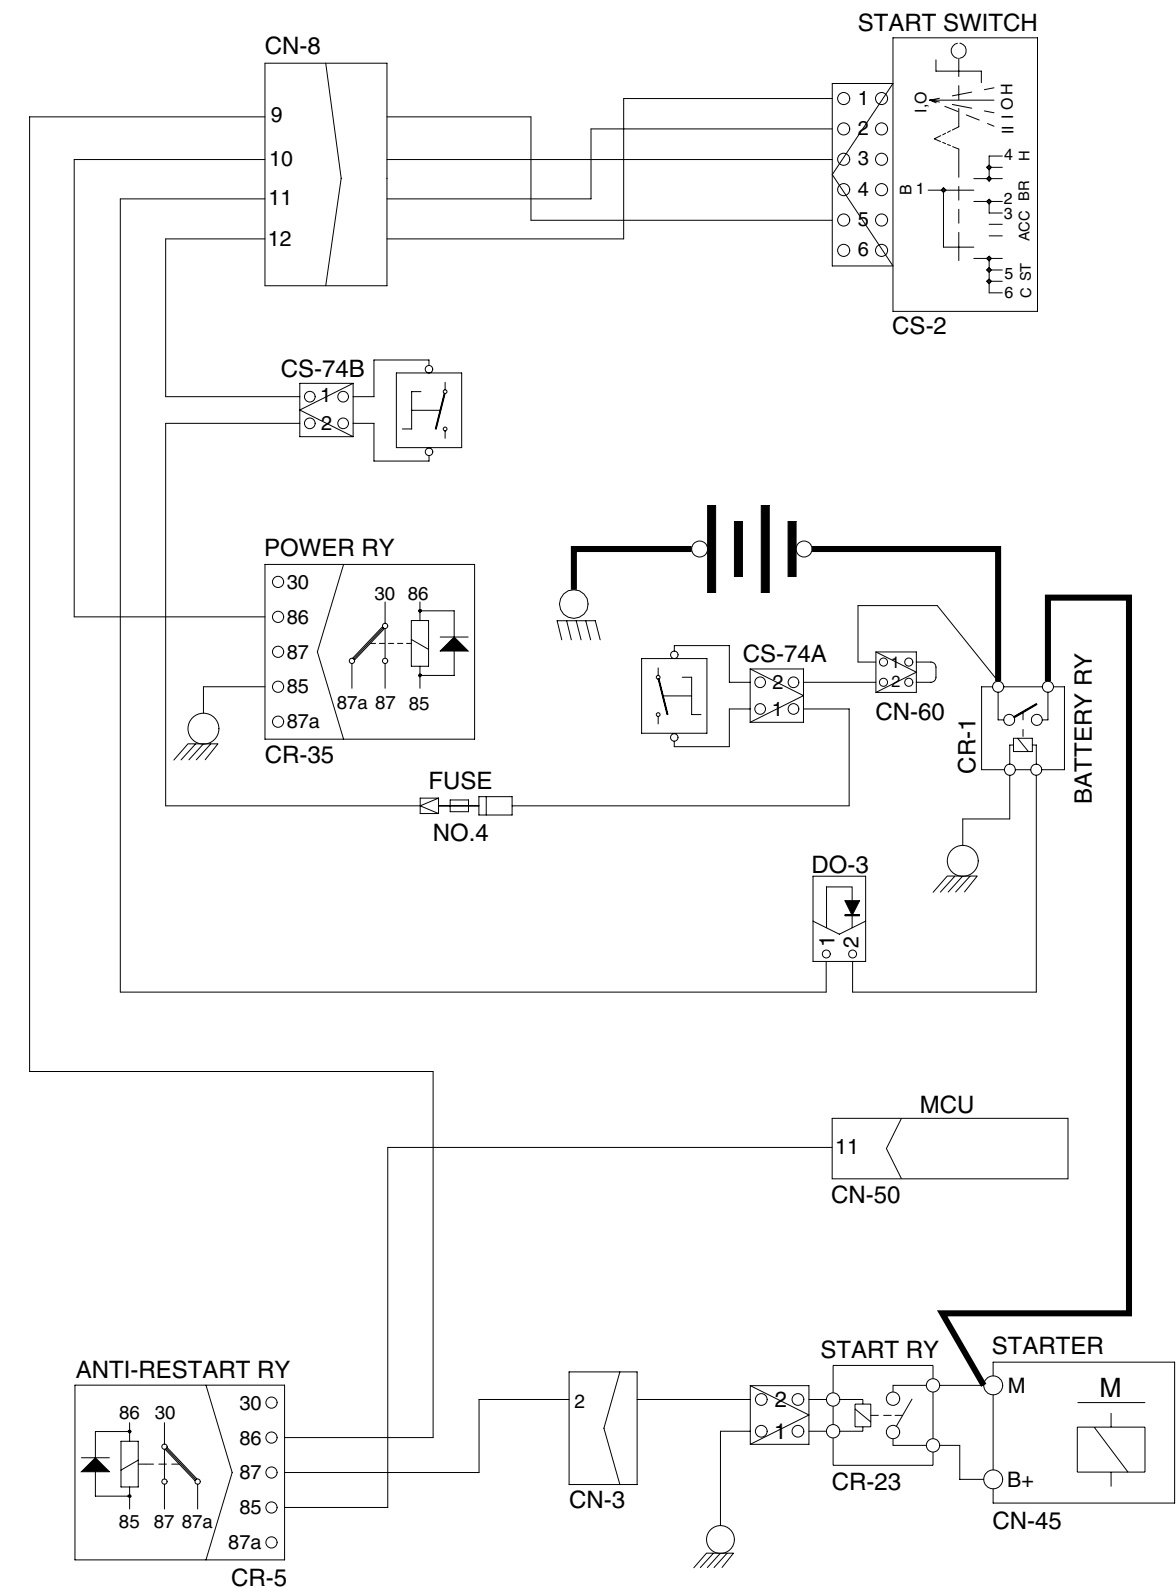 START SWITCH
CN-8
9
10
11
12
1
2
3
4
5
6
I,O
H
O
I
II
B 1
4 H
2 BR
3 ACC
5 ST
6 C
CS-2
CS-74B
1
2
POWER RY
30
86
87
85
87a
30 86
87a 87 85
CR-35
CS-74A
2
1
1
2
CN-60
CR-1
BATTERY RY
FUSE
NO.4
DO-3
1 2
MCU
11
CN-50
ANTI-RESTART RY
86 30
85 87 87a
30
86
87
85
87a
CR-5
2
CN-3
2
1
START RY
CR-23
STARTER
M
M
B+
CN-45